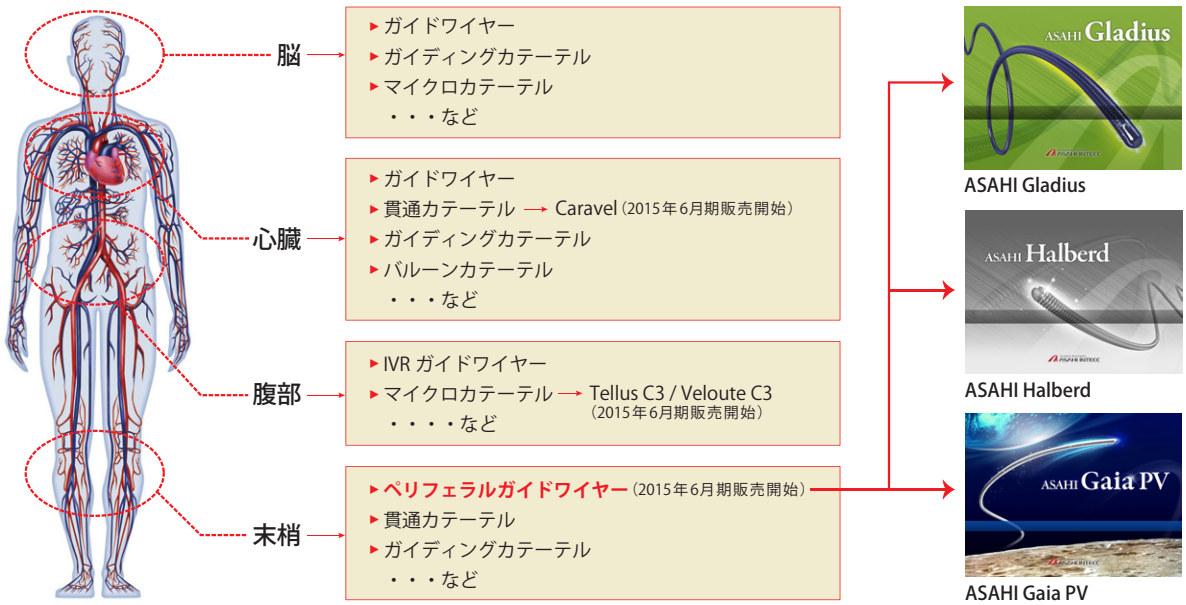 脳
▶ ガイドワイヤー
▶ ガイディングカテーテル
▶ マイクロカテーテル
・・・など
心臓
▶ ガイドワイヤー
▶ 貫通カテーテル → Caravel (2015年6月期販売開始)
▶ ガイディングカテーテル
▶ バルーンカテーテル
・・・など
腹部
▶ IVR ガイドワイヤー
▶ マイクロカテーテル → Tellus C3 / Veloute C3
(2015年6月期販売開始)
・・・・など
末梢
▶ ペリフェラルガイドワイヤー (2015年6月期販売開始)
▶ 貫通カテーテル
▶ ガイディングカテーテル
・・・など
ASAHI Gladius
ASAHI INTECC
ASAHI Gladius
ASAHI Halberd
ASAHI INTECC
ASAHI Halberd
ASAHI Gaia PV
ASAHI INTECC
ASAHI Gaia PV